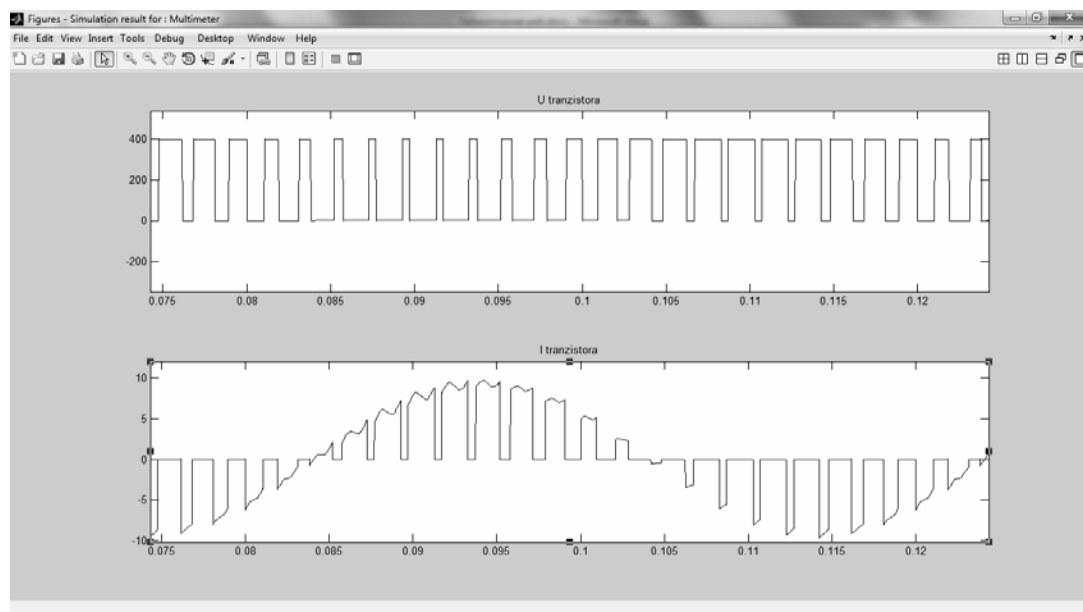 Figures - Simulation result for : Multimeter
File Edit View Insert Tools Debug Desktop Window Help
U tranzistora
400
200
0
-200
0.075 0.08 0.085 0.09 0.095 0.1 0.105 0.11 0.115 0.12
I tranzistora
10
5
0
-5
-10
0.075 0.08 0.085 0.09 0.095 0.1 0.105 0.11 0.115 0.12